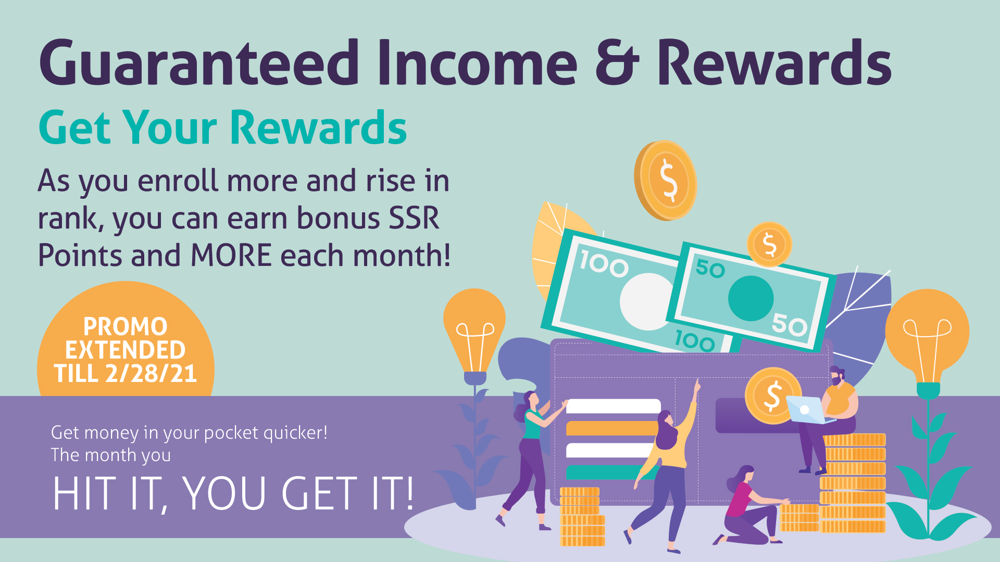 Guaranteed Income & Rewards
Get Your Rewards
As you enroll more and rise in
rank, you can earn bonus SSR
Points and MORE each month!
PROMO
EXTENDED
TILL 2/28/21
Get money in your pocket quicker!
The month you
HIT IT, YOU GET IT!
$
$
100
100
50
50
$